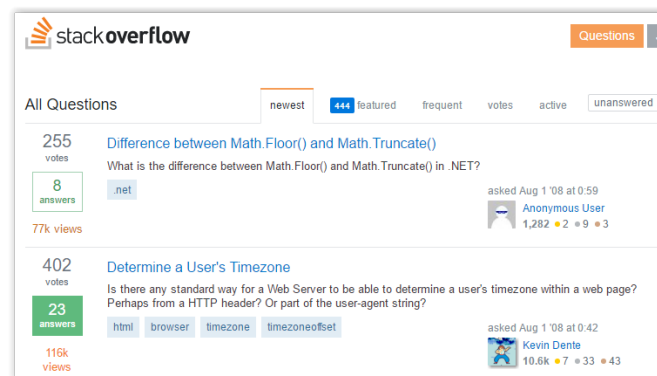 stackoverflow
Questions
All Questions
newest
444 featured
frequent
votes
active
unanswered
255
votes
8
answers
77k views
Difference between Math.Floor() and Math.Truncate()
What is the difference between Math.Floor() and Math.Truncate() in .NET?
.net
asked Aug 1 '08 at 0:59
Anonymous User
1,282 2 9 3
402
votes
23
answers
116k
views
Determine a User's Timezone
Is there any standard way for a Web Server to be able to determine a user's timezone within a web page?
Perhaps from a HTTP header? Or part of the user-agent string?
html browser timezone timezoneoffset
asked Aug 1 '08 at 0:42
Kevin Dente
10.6k 7 33 43